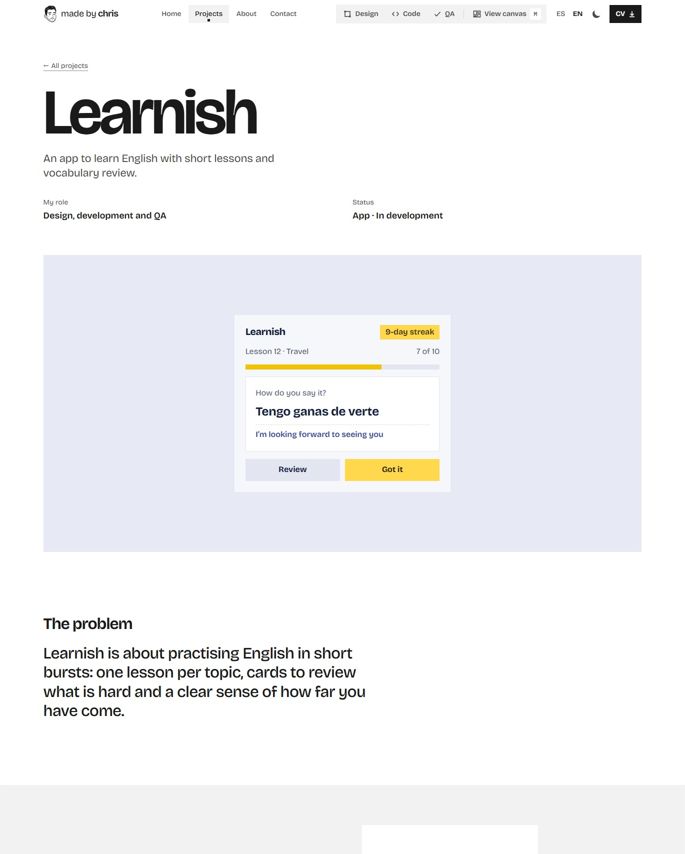 made by chris
Home
Projects
About
Contact
Design
Code
QA
View canvas
M
ES
EN
CV
← All projects
Learnish
An app to learn English with short lessons and
vocabulary review.
My role
Design, development and QA
Status
App · In development
Learnish
9-day streak
Lesson 12 · Travel
7 of 10
How do you say it?
Tengo ganas de verte
I'm looking forward to seeing you
Review
Got it
The problem
Learnish is about practising English in short
bursts: one lesson per topic, cards to review
what is hard and a clear sense of how far you
have come.